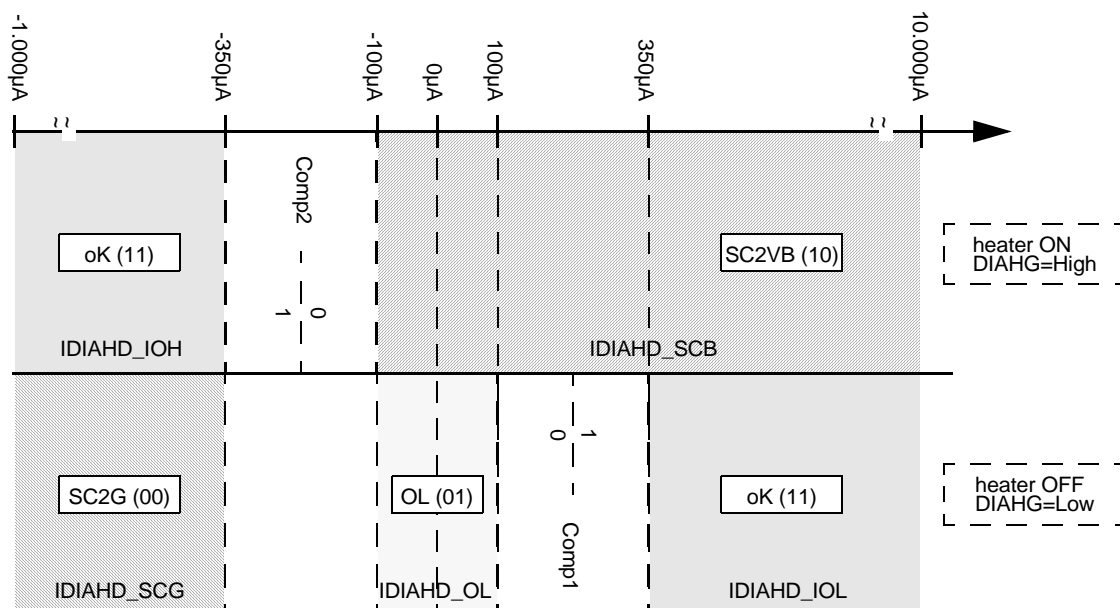 -1.000µA
-350µA
-100µA
0µA
100µA
350µA
10.000µA
~ ~
~ ~
Comp2
0
1
oK (11)
SC2VB (10)
heater ON
DIAHG=High
IDIAHD_IOH
IDIAHD_SCB
1
0
SC2G (00)
OL (01)
oK (11)
heater OFF
DIAHG=Low
Comp1
IDIAHD_SCG
IDIAHD_OL
IDIAHD_IOL